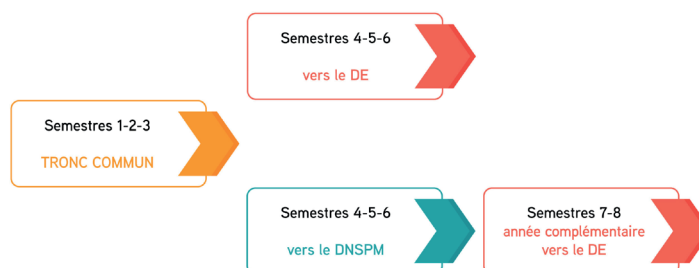 Semestres 4-5-6
vers le DE
Semestres 1-2-3
TRONC COMMUN
Semestres 4-5-6
vers le DNSPM
Semestres 7-8
année complémentaire
vers le DE